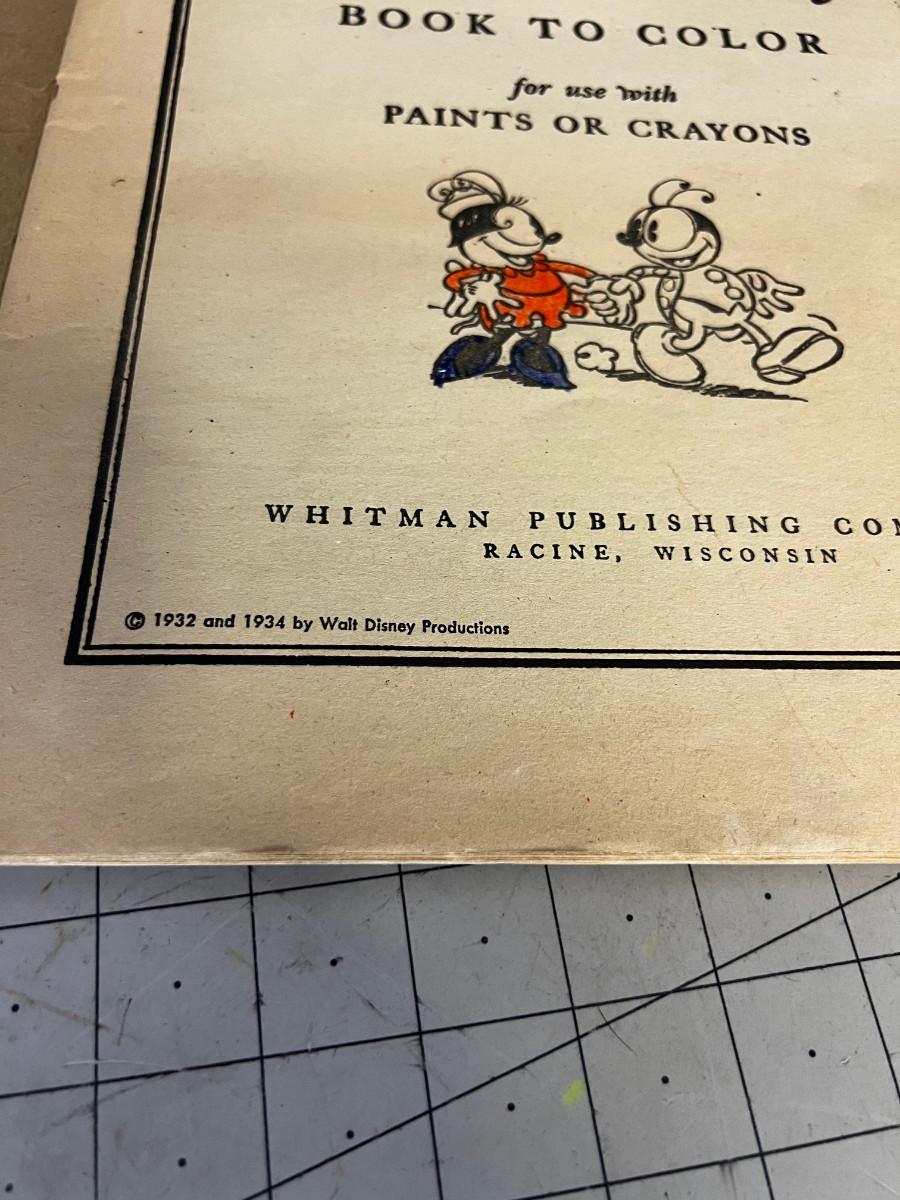 BOOK TO COLOR
for use with
PAINTS OR CRAYONS
WHITMAN PUBLISHING
RACINE, WISCONSIN
© 1932 and 1934 by Walt Disney Productions